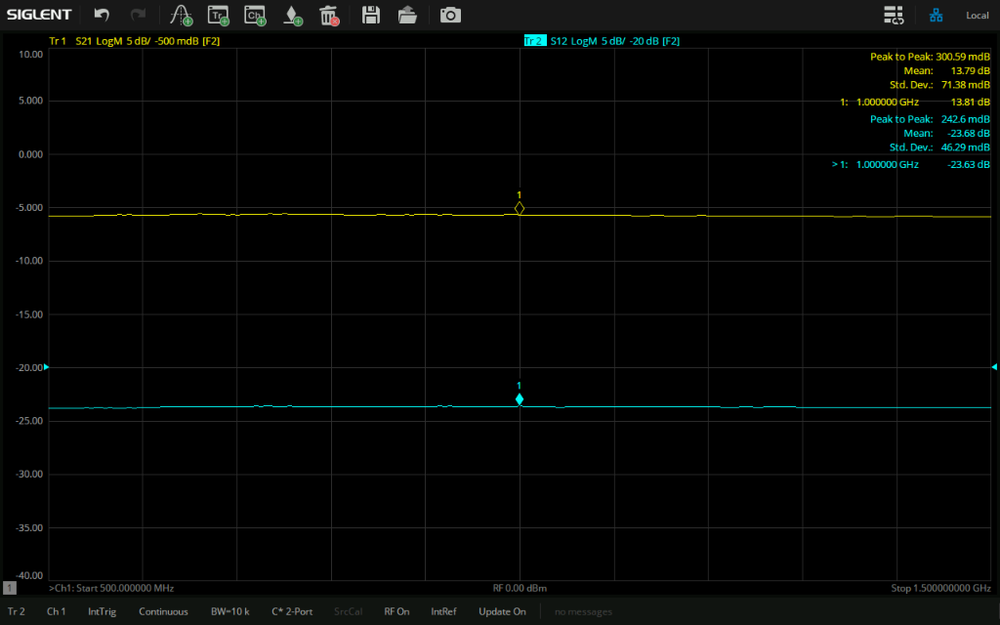 SIGLENT Tr Ch Local
Tr 1 S21 LogM 5 dB/ -500 mdB [F2] Tr 2 S12 LogM 5 dB/ -20 dB [F2]
10.00
5.000
0.000
-5.000
-10.00
-15.00
-20.00
-25.00
-30.00
-35.00
-40.00
Peak to Peak: 300.59 mdB
Mean: 13.79 dB
Std. Dev.: 71.38 mdB
1: 1.000000 GHz 13.81 dB
Peak to Peak: 242.6 mdB
Mean: -23.68 dB
Std. Dev.: 46.29 mdB
> 1: 1.000000 GHz -23.63 dB
1
1
1 >Ch1: Start 500.000000 MHz RF 0.00 dBm Stop 1.500000000 GHz
Tr 2 Ch 1 IntTrig Continuous BW=10 k C* 2-Port SrcCal RF On IntRef Update On no messages